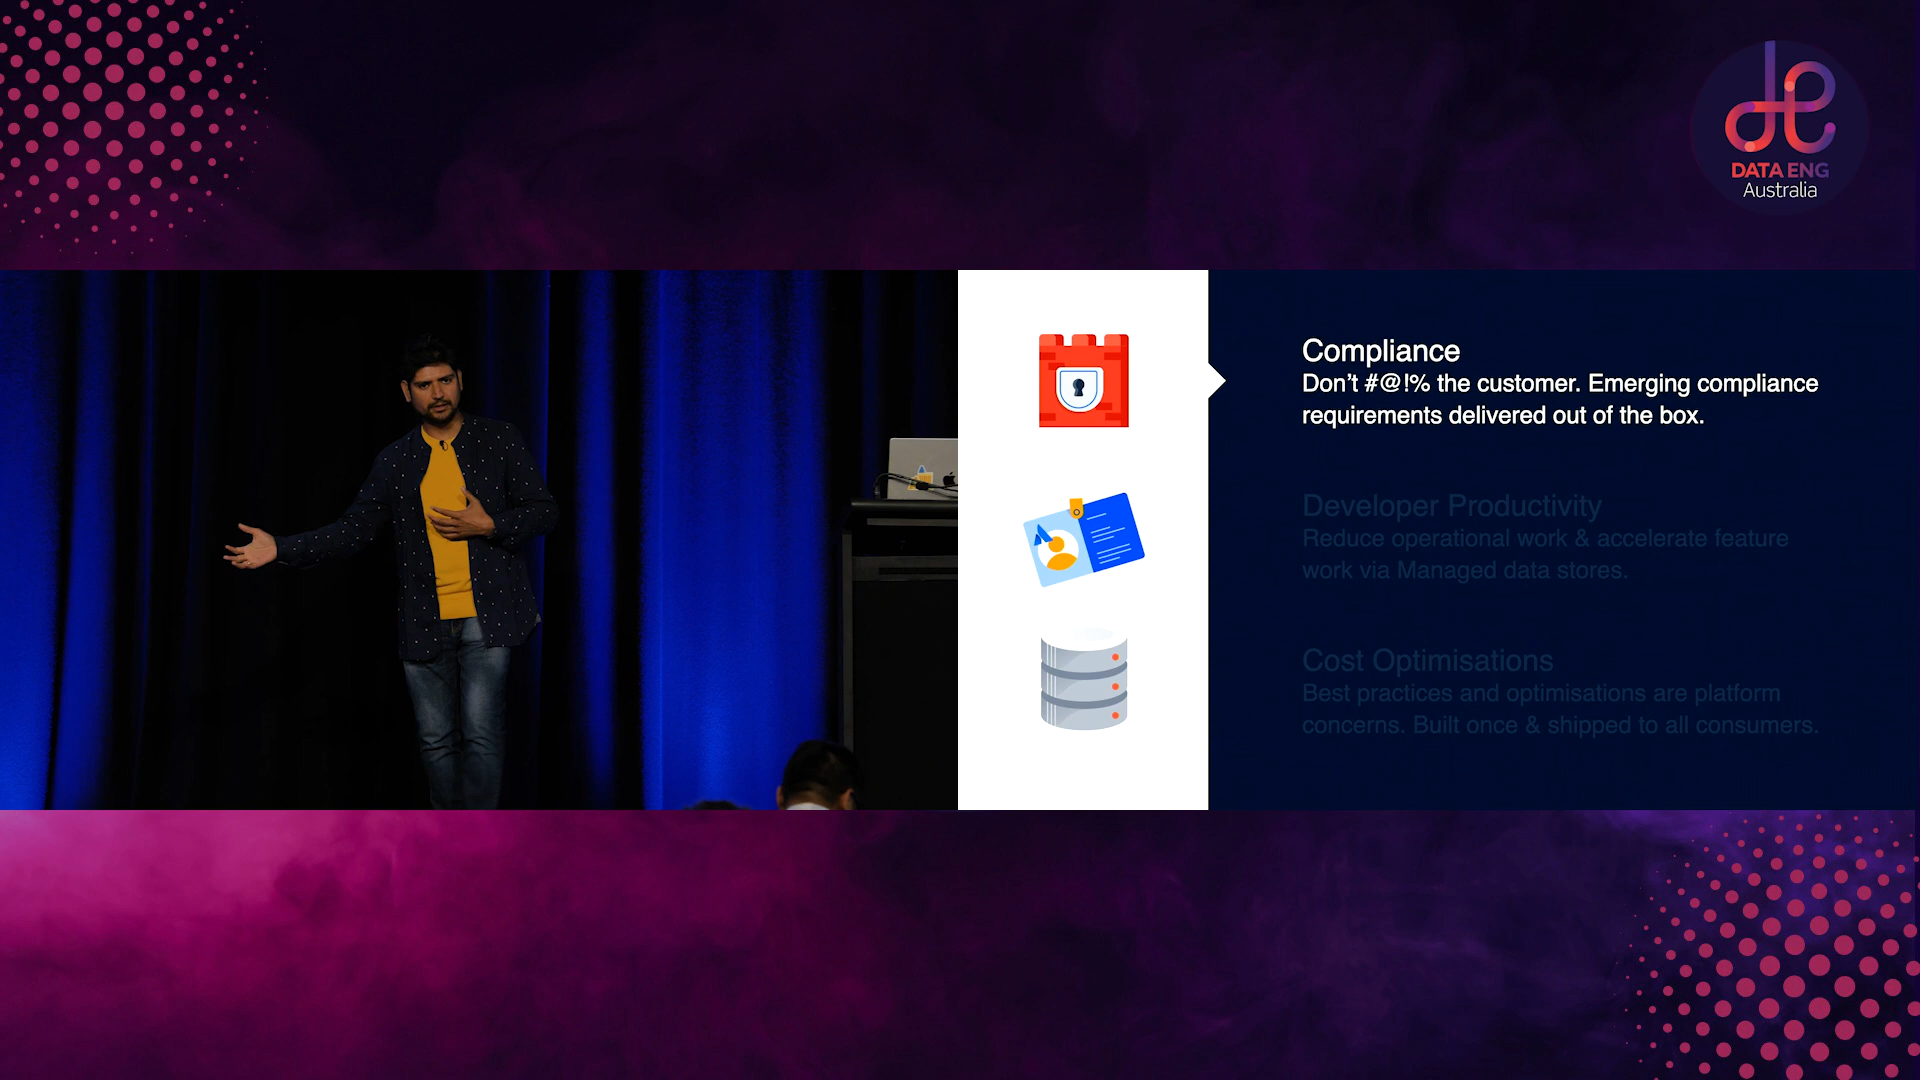 DATA ENG
Australia
Compliance
Don't #@!% the customer. Emerging compliance
requirements delivered out of the box.
Developer Productivity
Reduce operational work & accelerate feature
work via Managed data stores.
Cost Optimisations
Best practices and optimisations are platform
concerns. Built once & shipped to all consumers.